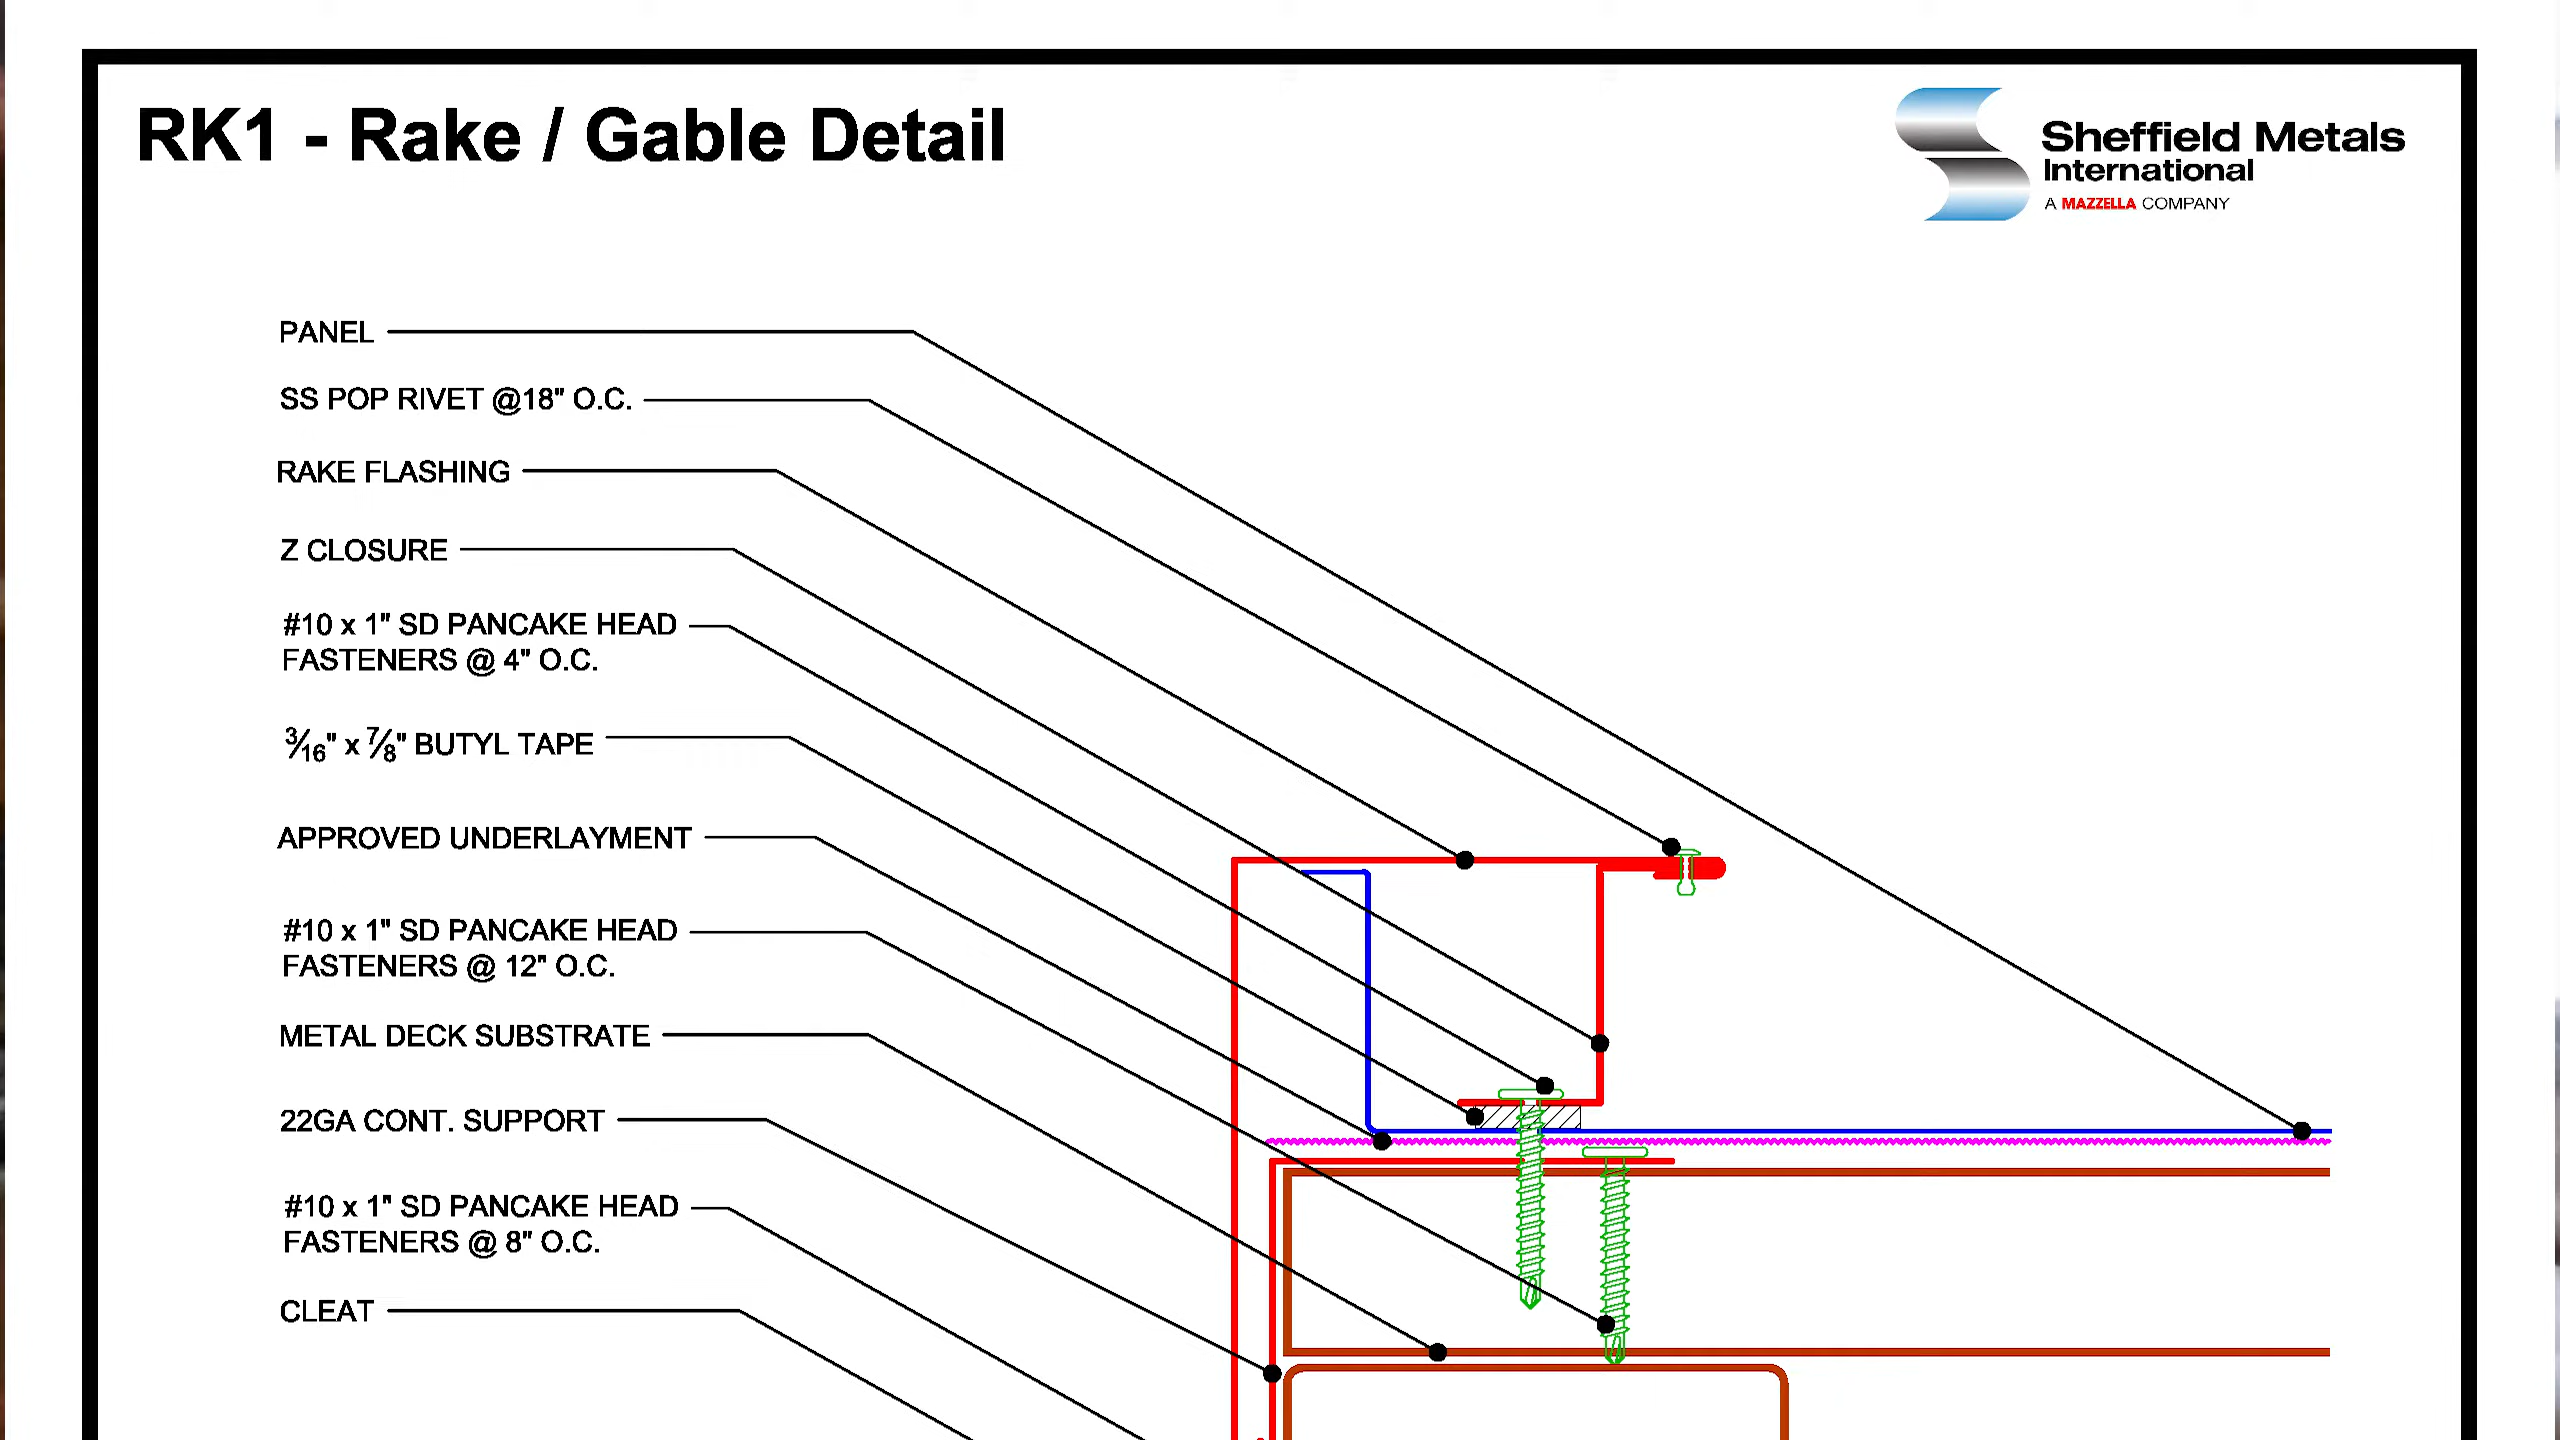 RK1 - Rake / Gable Detail
Sheffield Metals
International
A MAZZELLA COMPANY
PANEL
SS POP RIVET @18" O.C.
RAKE FLASHING
Z CLOSURE
#10 x 1" SD PANCAKE HEAD
FASTENERS @ 4" O.C.
3/16" x 7/8" BUTYL TAPE
APPROVED UNDERLAYMENT
#10 x 1" SD PANCAKE HEAD
FASTENERS @ 12" O.C.
METAL DECK SUBSTRATE
22GA CONT. SUPPORT
#10 x 1" SD PANCAKE HEAD
FASTENERS @ 8" O.C.
CLEAT